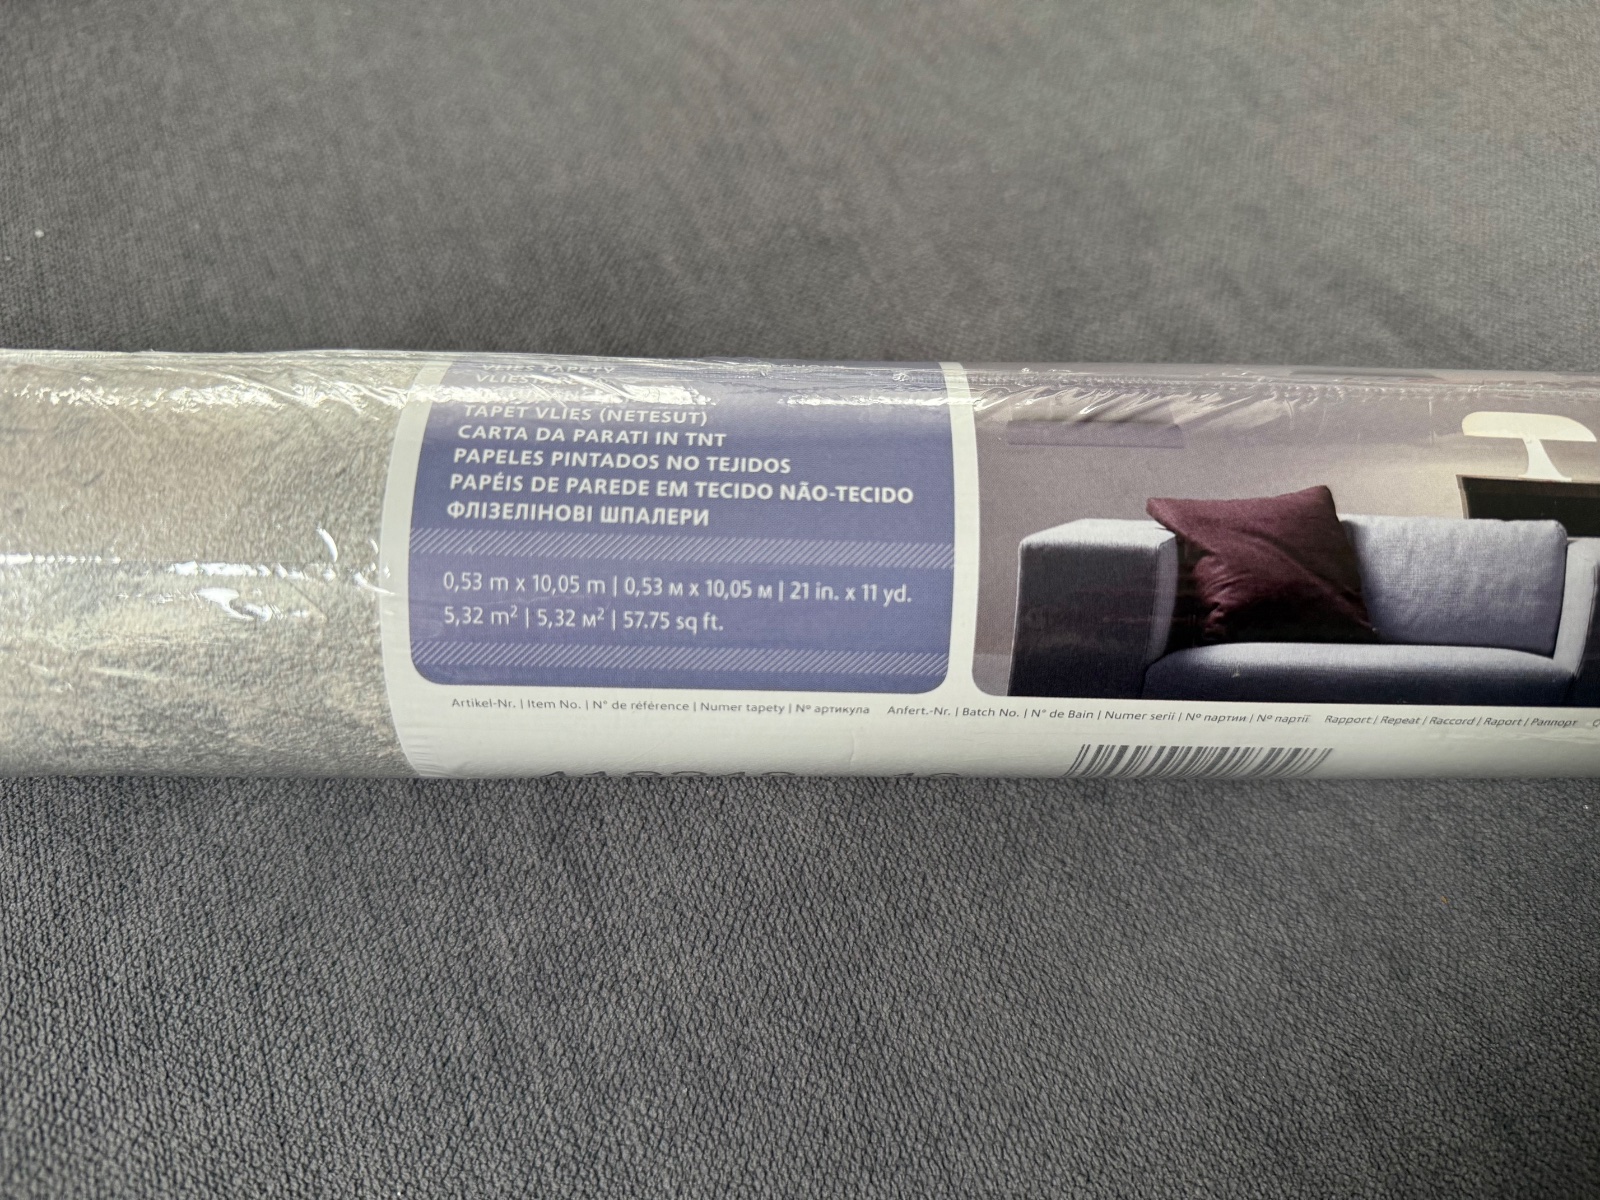 VLIES TAPETY
TAPET VLIES (NETESUT)
CARTA DA PARATI IN TNT
PAPELES PINTADOS NO TEJIDOS
PAPÉIS DE PAREDE EM TECIDO NÃO-TECIDO
ФЛІЗЕЛІНОВІ ШПАЛЕРИ
0,53 m x 10,05 m | 0,53 м x 10,05 м | 21 in. x 11 yd.
5,32 m² | 5,32 м² | 57.75 sq ft.
Artikel-Nr. | Item No. | N° de référence | Numer tapety | Nº артикула
Anfert.-Nr. | Batch No. | N° de Bain | Numer serii | Nº партии | Nº партії
Rapport / Repeat / Raccord / Raport / Раппорт